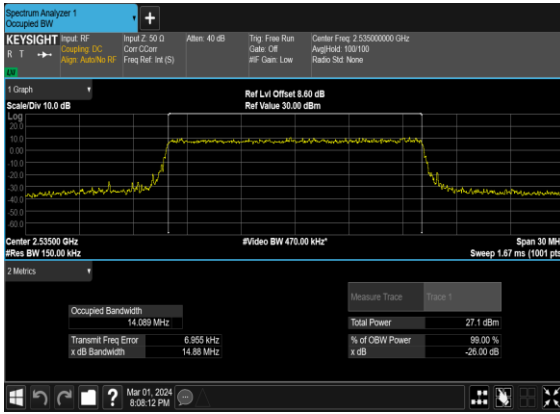 Spectrum Analyzer 1
Occupied BW
+
KEYSIGHT Input: RF Input Z: 50 Ω Atten: 40 dB Trig: Free Run Center Freq: 2.535000000 GHz
R T Coupling: DC Corr CCorr Gate: Off Avg|Hold: 100/100
Align: Auto/No RF Freq Ref: Int (S) #IF Gain: Low Radio Std: None
LW
1 Graph
Ref Lvl Offset 8.60 dB
Scale/Div 10.0 dB Ref Value 30.00 dBm
Log
20.0
10.0
0.00
-10.0
-20.0
-30.0
-40.0
-50.0
-60.0
Center 2.53500 GHz #Video BW 470.00 kHz* Span 30 MH
#Res BW 150.00 kHz Sweep 1.67 ms (1001 pts
2 Metrics
Measure Trace Trace 1
Occupied Bandwidth
14.089 MHz Total Power 27.1 dBm
Transmit Freq Error 6.955 kHz % of OBW Power 99.00 %
x dB Bandwidth 14.88 MHz x dB -26.00 dB
? Mar 01, 2024
8:08:12 PM